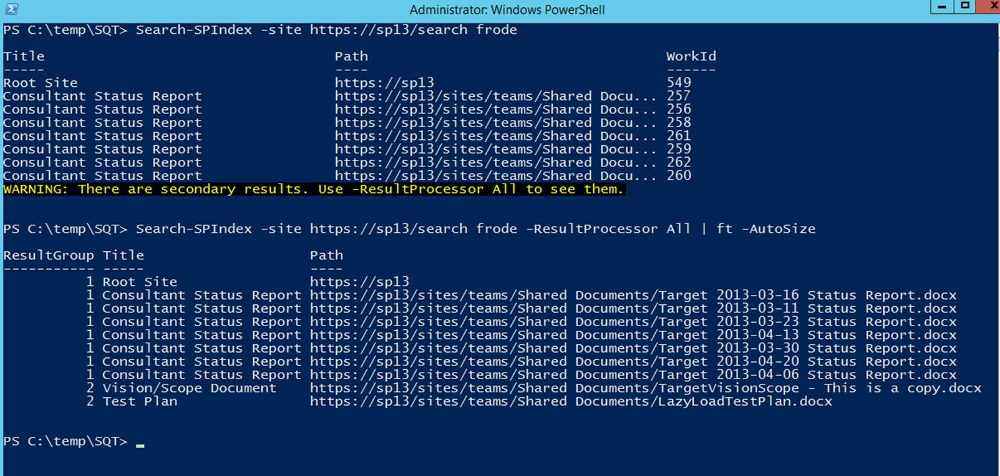 Administrator: Windows PowerShell
PS C:\temp\SQT> Search-SPIndex -site https://sp13/search frode
Title Path WorkId
----- ---- ------
Root Site https://sp13 549
Consultant Status Report https://sp13/sites/teams/Shared Docu... 257
Consultant Status Report https://sp13/sites/teams/Shared Docu... 256
Consultant Status Report https://sp13/sites/teams/Shared Docu... 258
Consultant Status Report https://sp13/sites/teams/Shared Docu... 261
Consultant Status Report https://sp13/sites/teams/Shared Docu... 259
Consultant Status Report https://sp13/sites/teams/Shared Docu... 262
Consultant Status Report https://sp13/sites/teams/Shared Docu... 260
WARNING: There are secondary results. Use -ResultProcessor All to see them.
PS C:\temp\SQT> Search-SPIndex -site https://sp13/search frode -ResultProcessor All | ft -AutoSize
ResultGroup Title Path
----------- ----- ----
1 Root Site https://sp13
1 Consultant Status Report https://sp13/sites/teams/Shared Documents/Target 2013-03-16 Status Report.docx
1 Consultant Status Report https://sp13/sites/teams/Shared Documents/Target 2013-03-11 Status Report.docx
1 Consultant Status Report https://sp13/sites/teams/Shared Documents/Target 2013-03-23 Status Report.docx
1 Consultant Status Report https://sp13/sites/teams/Shared Documents/Target 2013-04-13 Status Report.docx
1 Consultant Status Report https://sp13/sites/teams/Shared Documents/Target 2013-03-30 Status Report.docx
1 Consultant Status Report https://sp13/sites/teams/Shared Documents/Target 2013-04-20 Status Report.docx
1 Consultant Status Report https://sp13/sites/teams/Shared Documents/Target 2013-04-06 Status Report.docx
2 Vision/Scope Document https://sp13/sites/teams/Shared Documents/TargetVisionScope - This is a copy.docx
2 Test Plan https://sp13/sites/teams/Shared Documents/LazyLoadTestPlan.docx
PS C:\temp\SQT>